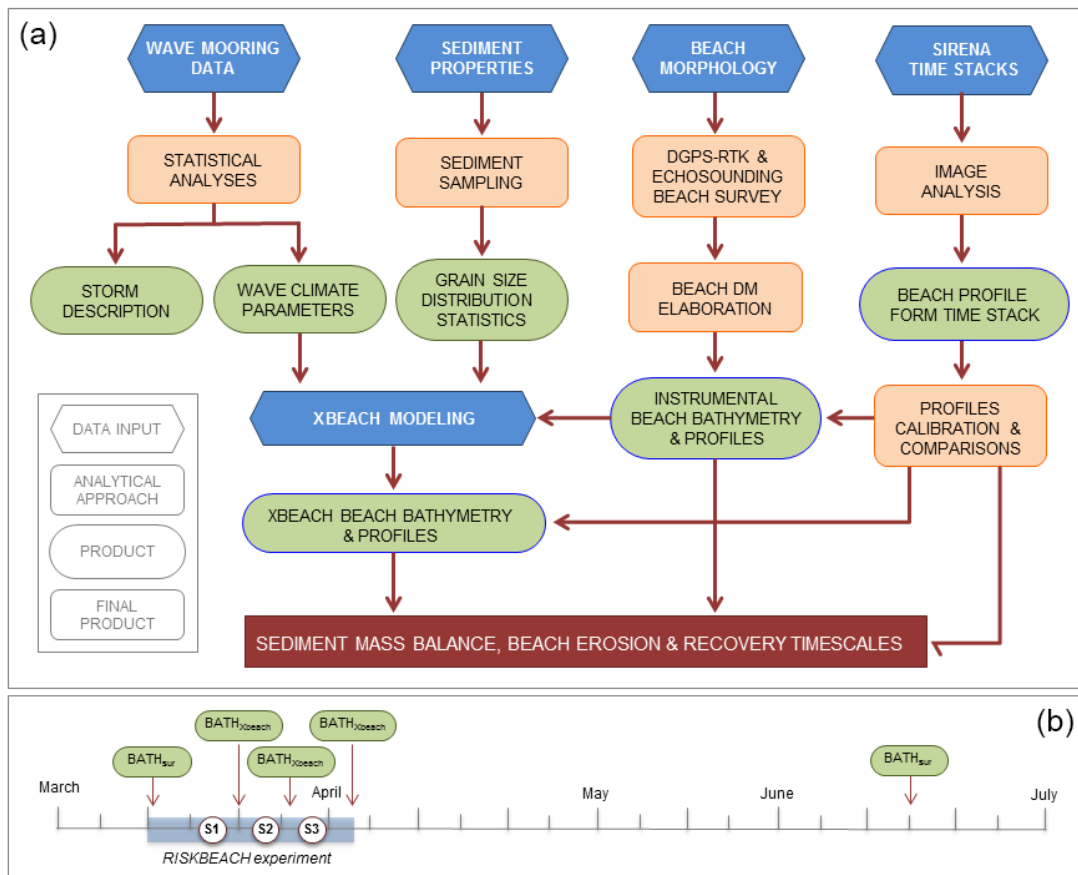 (a)
WAVE MOORING
DATA
SEDIMENT
PROPERTIES
BEACH
MORPHOLOGY
SIRENA
TIME STACKS
STATISTICAL
ANALYSES
SEDIMENT
SAMPLING
DGPS-RTK &
ECHOSOUNDING
BEACH SURVEY
IMAGE
ANALYSIS
STORM
DESCRIPTION
WAVE CLIMATE
PARAMETERS
GRAIN SIZE
DISTRIBUTION
STATISTICS
BEACH DM
ELABORATION
BEACH PROFILE
FORM TIME STACK
XBEACH MODELING
INSTRUMENTAL
BEACH BATHYMETRY
& PROFILES
PROFILES
CALIBRATION &
COMPARISONS
DATA INPUT
ANALYTICAL
APPROACH
PRODUCT
FINAL
PRODUCT
XBEACH BEACH BATHYMETRY
& PROFILES
SEDIMENT MASS BALANCE, BEACH EROSION & RECOVERY TIMESCALES
(b)
BATHXbeach
BATHXbeach
BATHsur
BATHXbeach
BATHsur
March
April
May
June
July
S1
S2
S3
RISKBEACH experiment